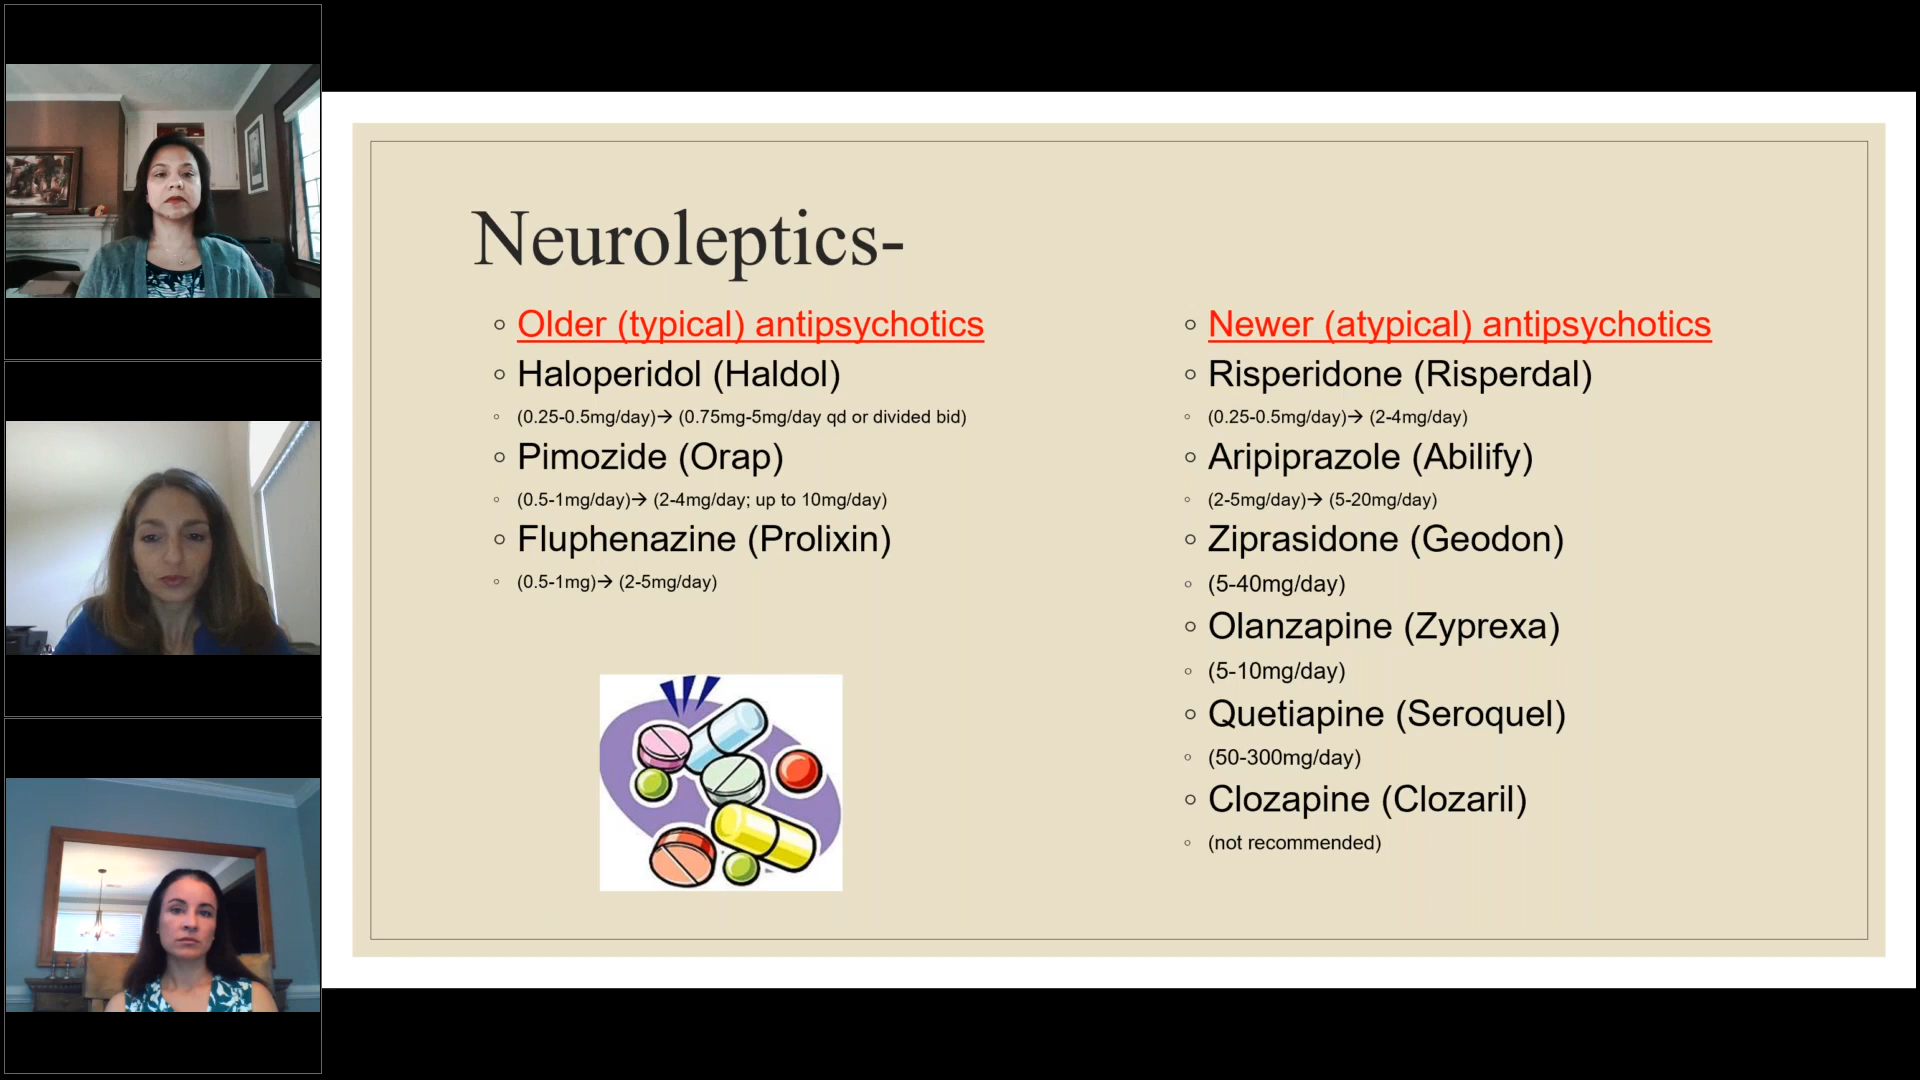 Neuroleptics-
Older (typical) antipsychotics
Haloperidol (Haldol)
(0.25-0.5mg/day)→ (0.75mg-5mg/day qd or divided bid)
Pimozide (Orap)
(0.5-1mg/day)→ (2-4mg/day; up to 10mg/day)
Fluphenazine (Prolixin)
(0.5-1mg)→ (2-5mg/day)
Newer (atypical) antipsychotics
Risperidone (Risperdal)
(0.25-0.5mg/day)→ (2-4mg/day)
Aripiprazole (Abilify)
(2-5mg/day)→ (5-20mg/day)
Ziprasidone (Geodon)
(5-40mg/day)
Olanzapine (Zyprexa)
(5-10mg/day)
Quetiapine (Seroquel)
(50-300mg/day)
Clozapine (Clozaril)
(not recommended)